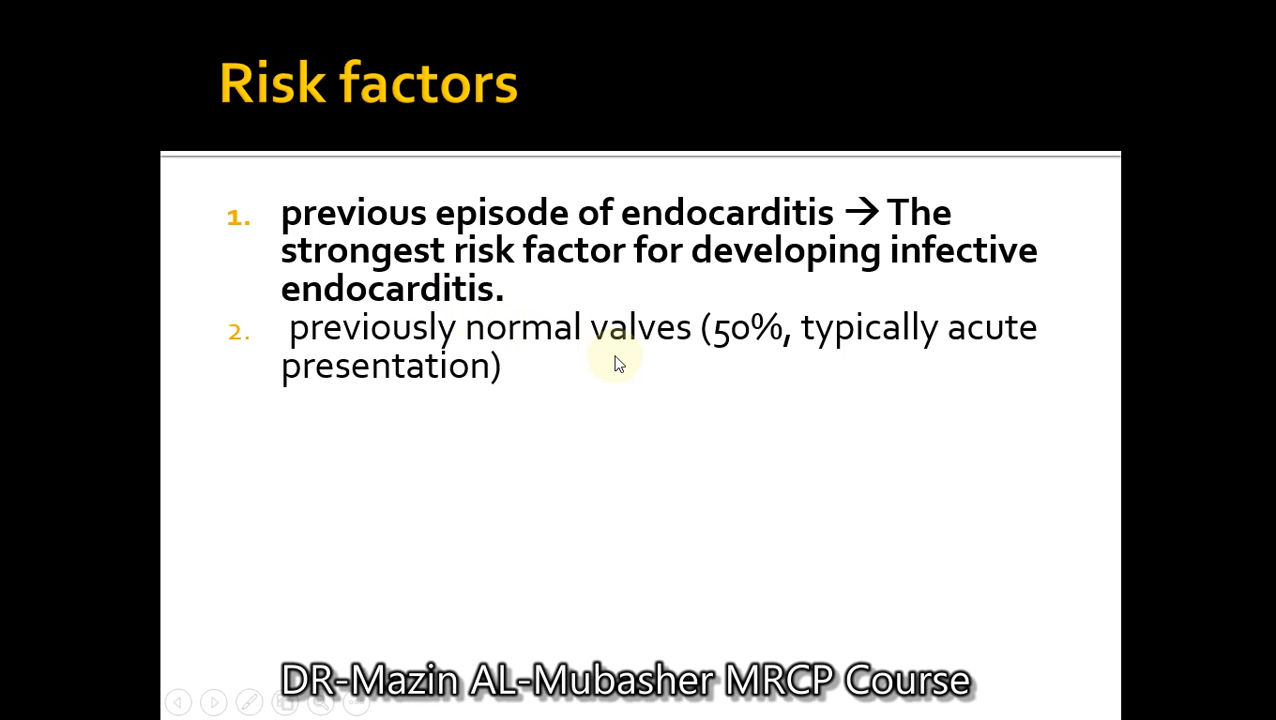 Risk factors
1. previous episode of endocarditis → The
strongest risk factor for developing infective
endocarditis.
2. previously normal valves (50%, typically acute
presentation)
DR-Mazin AL-Mubasher MRCP Course